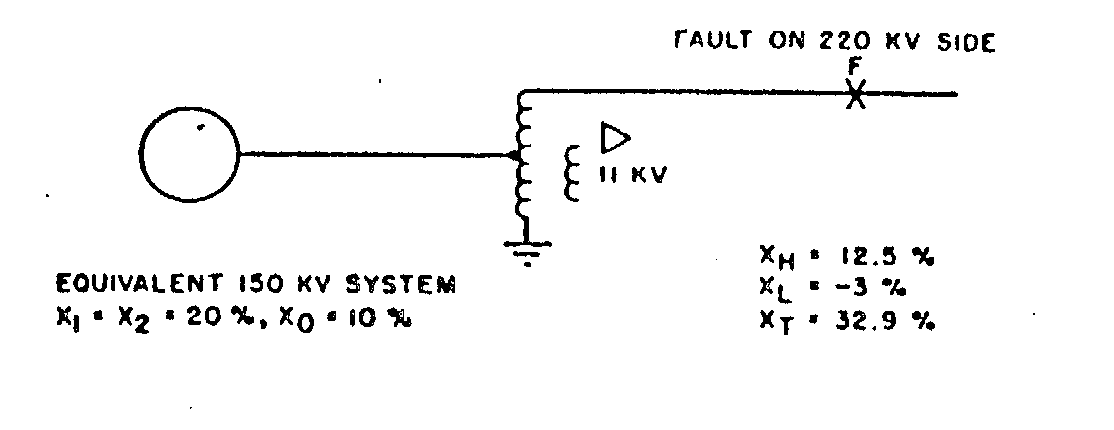 FAULT ON 220 KV SIDE
F
11 KV
EQUIVALENT 150 KV SYSTEM
X1 = X2 = 20 %, X0 = 10 %
XH = 12.5 %
XL = -3 %
XT = 32.9 %